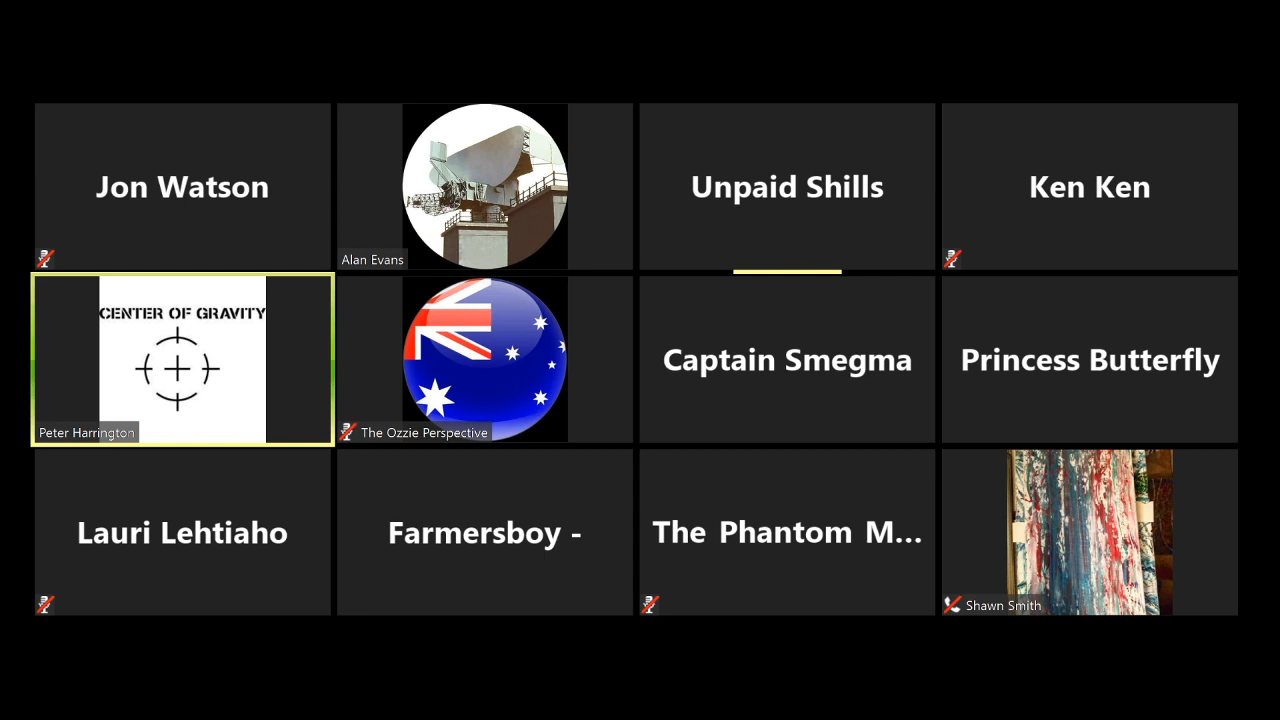 Jon Watson
Alan Evans
Unpaid Shills
Ken Ken
CENTER OF GRAVITY
Peter Harrington
The Ozzie Perspective
Captain Smegma
Princess Butterfly
Lauri Lehtiaho
Farmersboy -
The Phantom M...
Shawn Smith